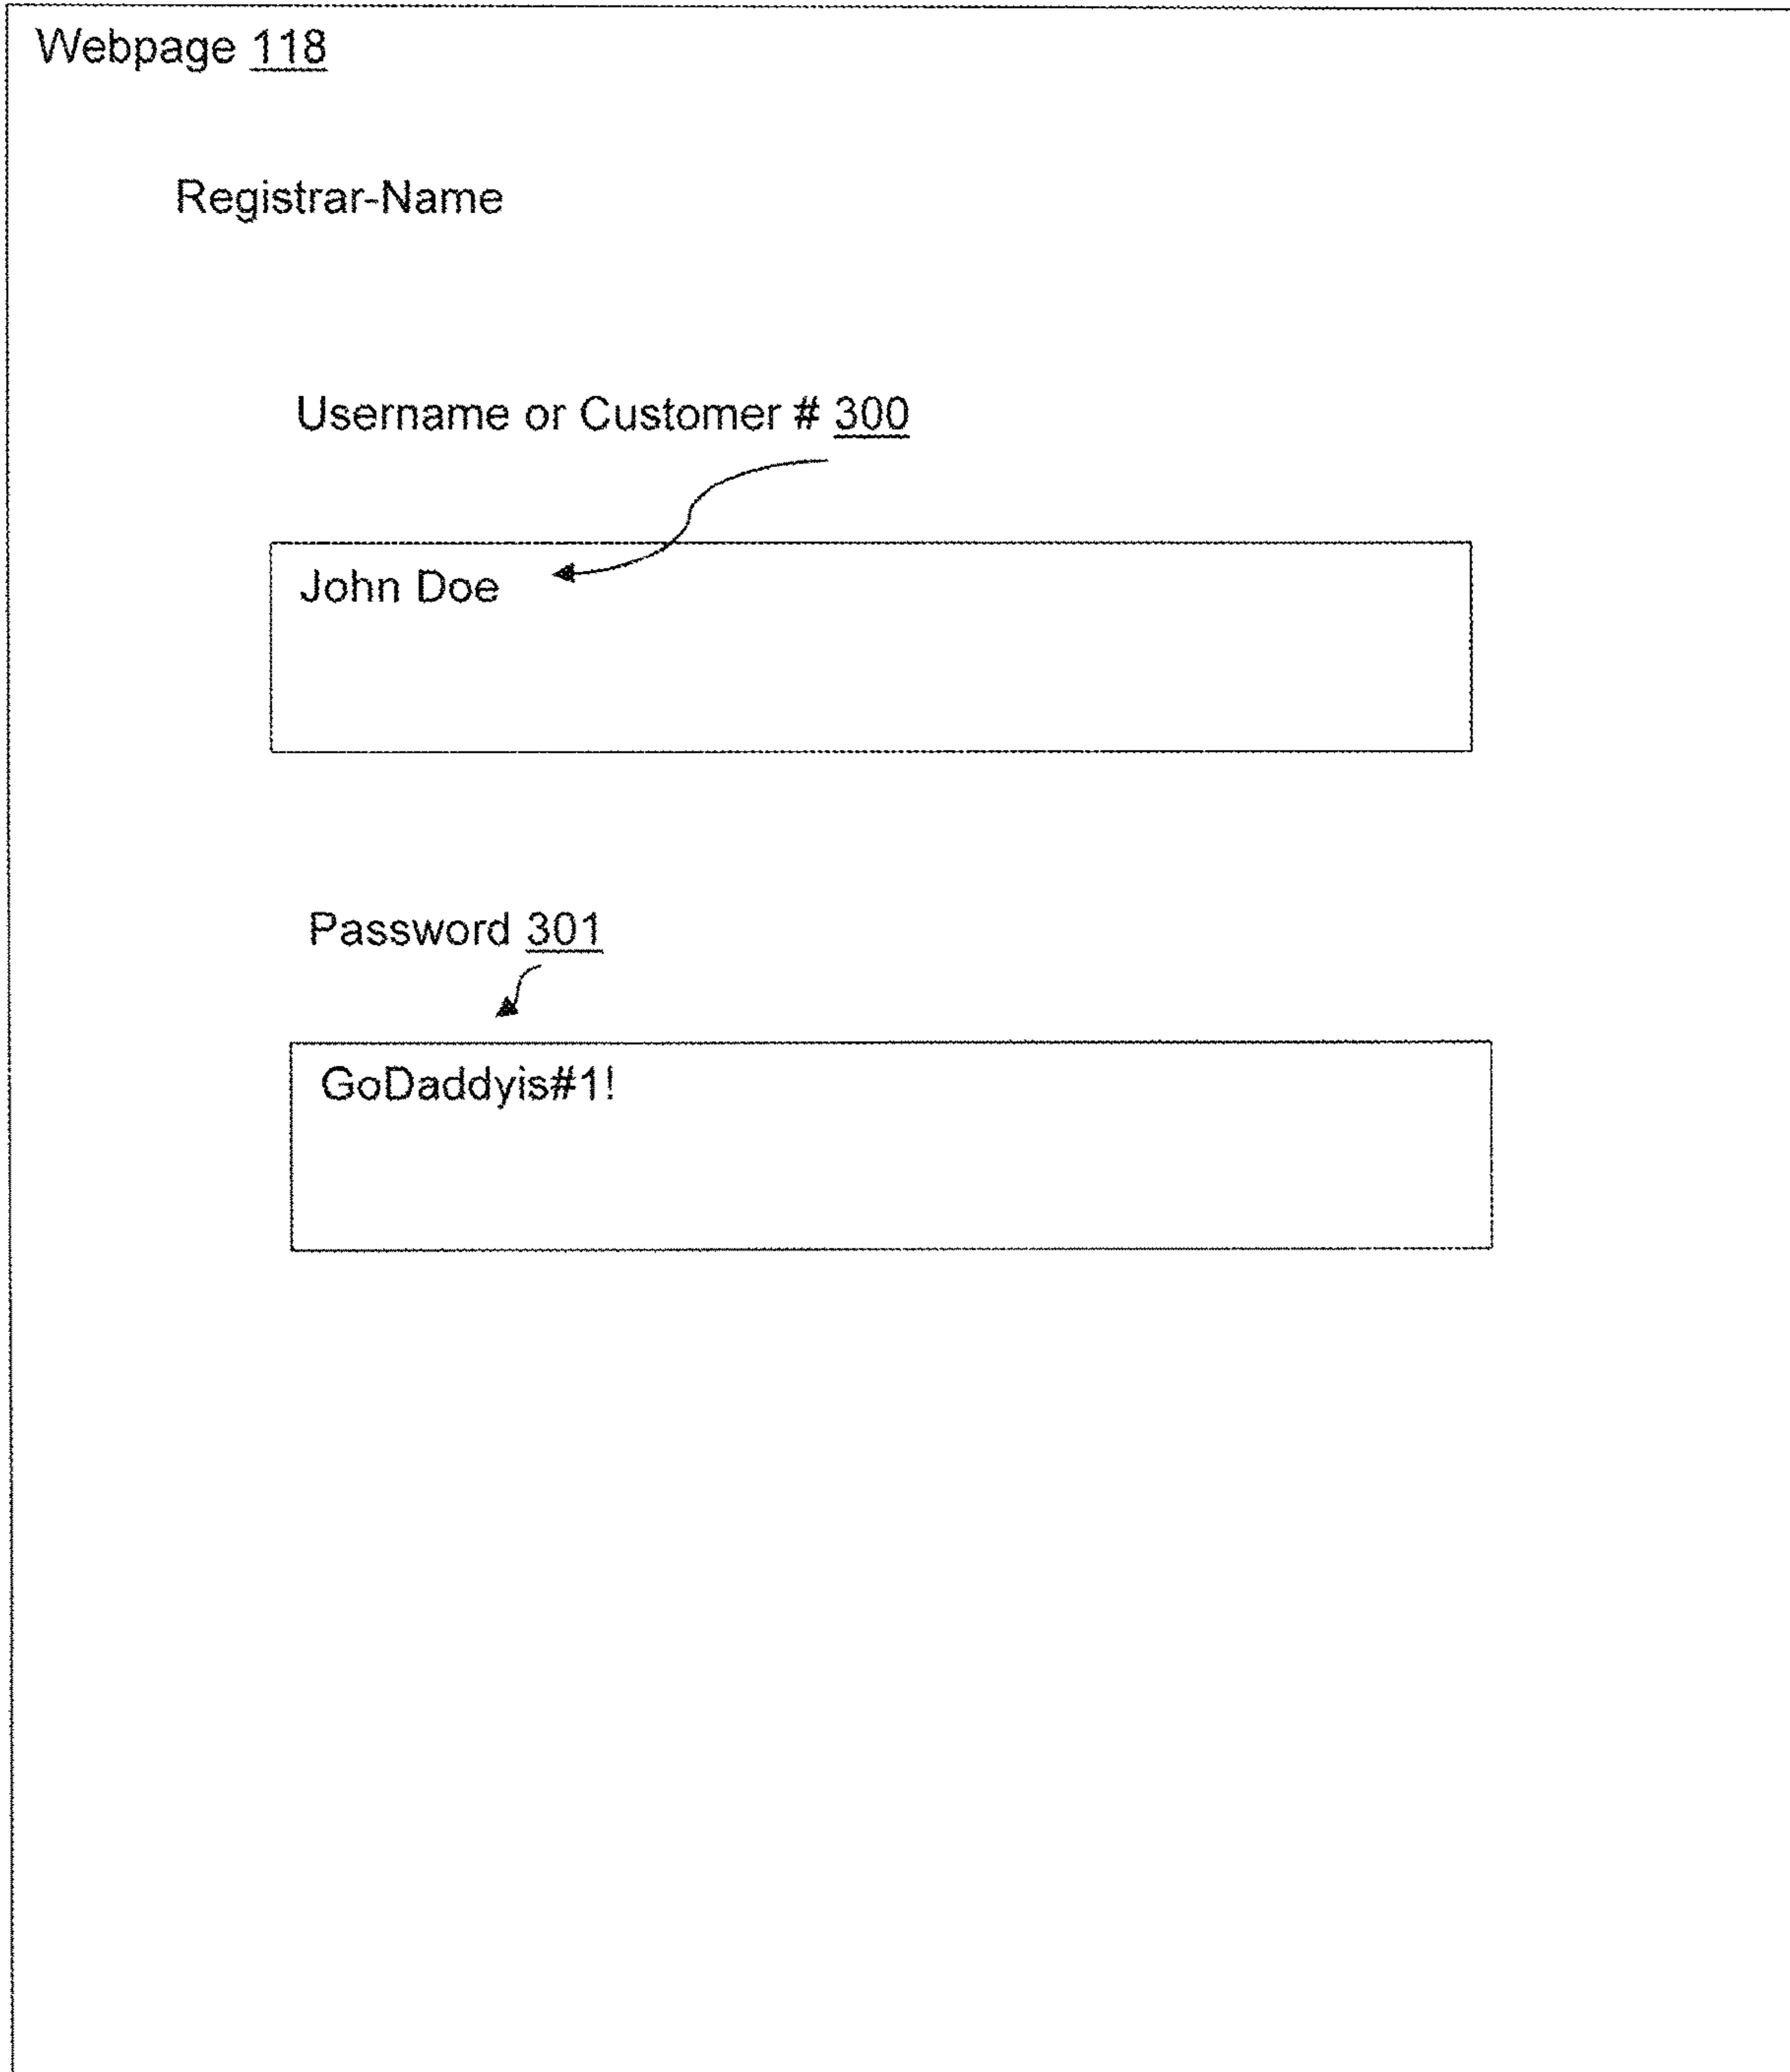 Webpage 118
Registrar-Name
Username or Customer # 300
John Doe
Password 301
GoDaddyis#1!